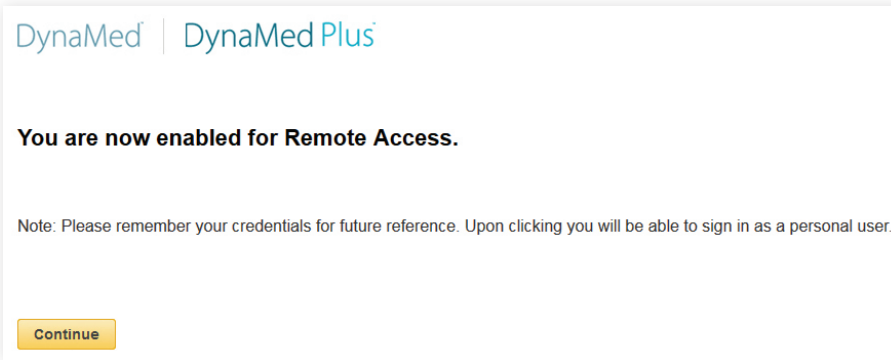 DynaMed | DynaMed Plus
You are now enabled for Remote Access.
Note: Please remember your credentials for future reference. Upon clicking you will be able to sign in as a personal user.
Continue